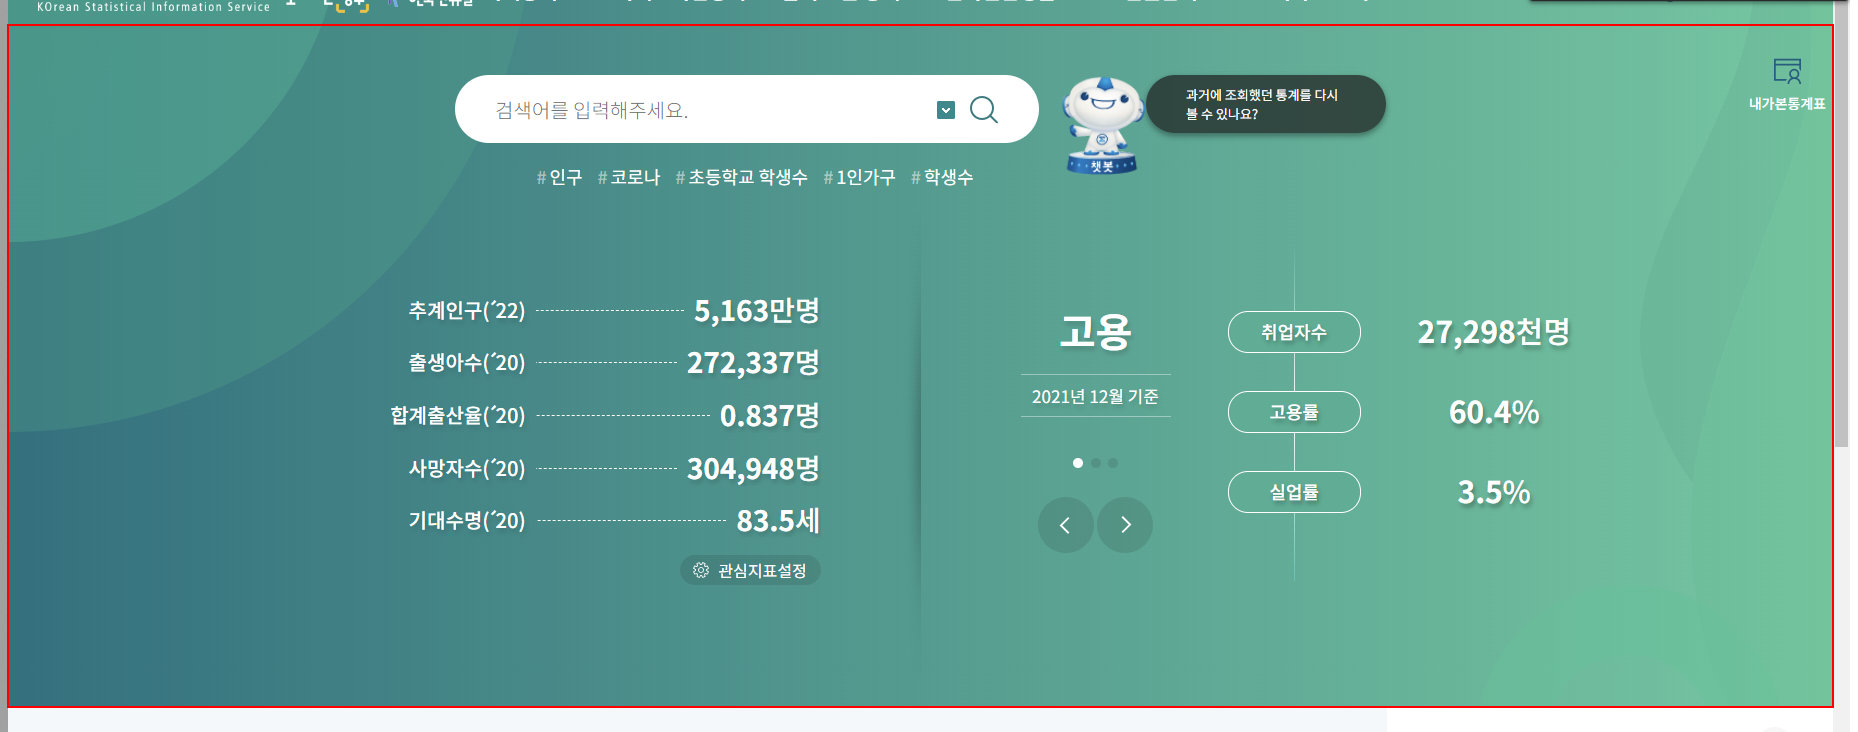 KOrean Statistical Information Service
검색어를 입력해주세요.
과거에 조회했던 통계를 다시
볼 수 있나요?
챗봇
내가본통계표
#인구 #코로나 #초등학교 학생수 #1인가구 #학생수
추계인구(´22) 5,163만명
출생아수(´20) 272,337명
합계출산율(´20) 0.837명
사망자수(´20) 304,948명
기대수명(´20) 83.5세
관심지표설정
고용
2021년 12월 기준
취업자수 27,298천명
고용률 60.4%
실업률 3.5%